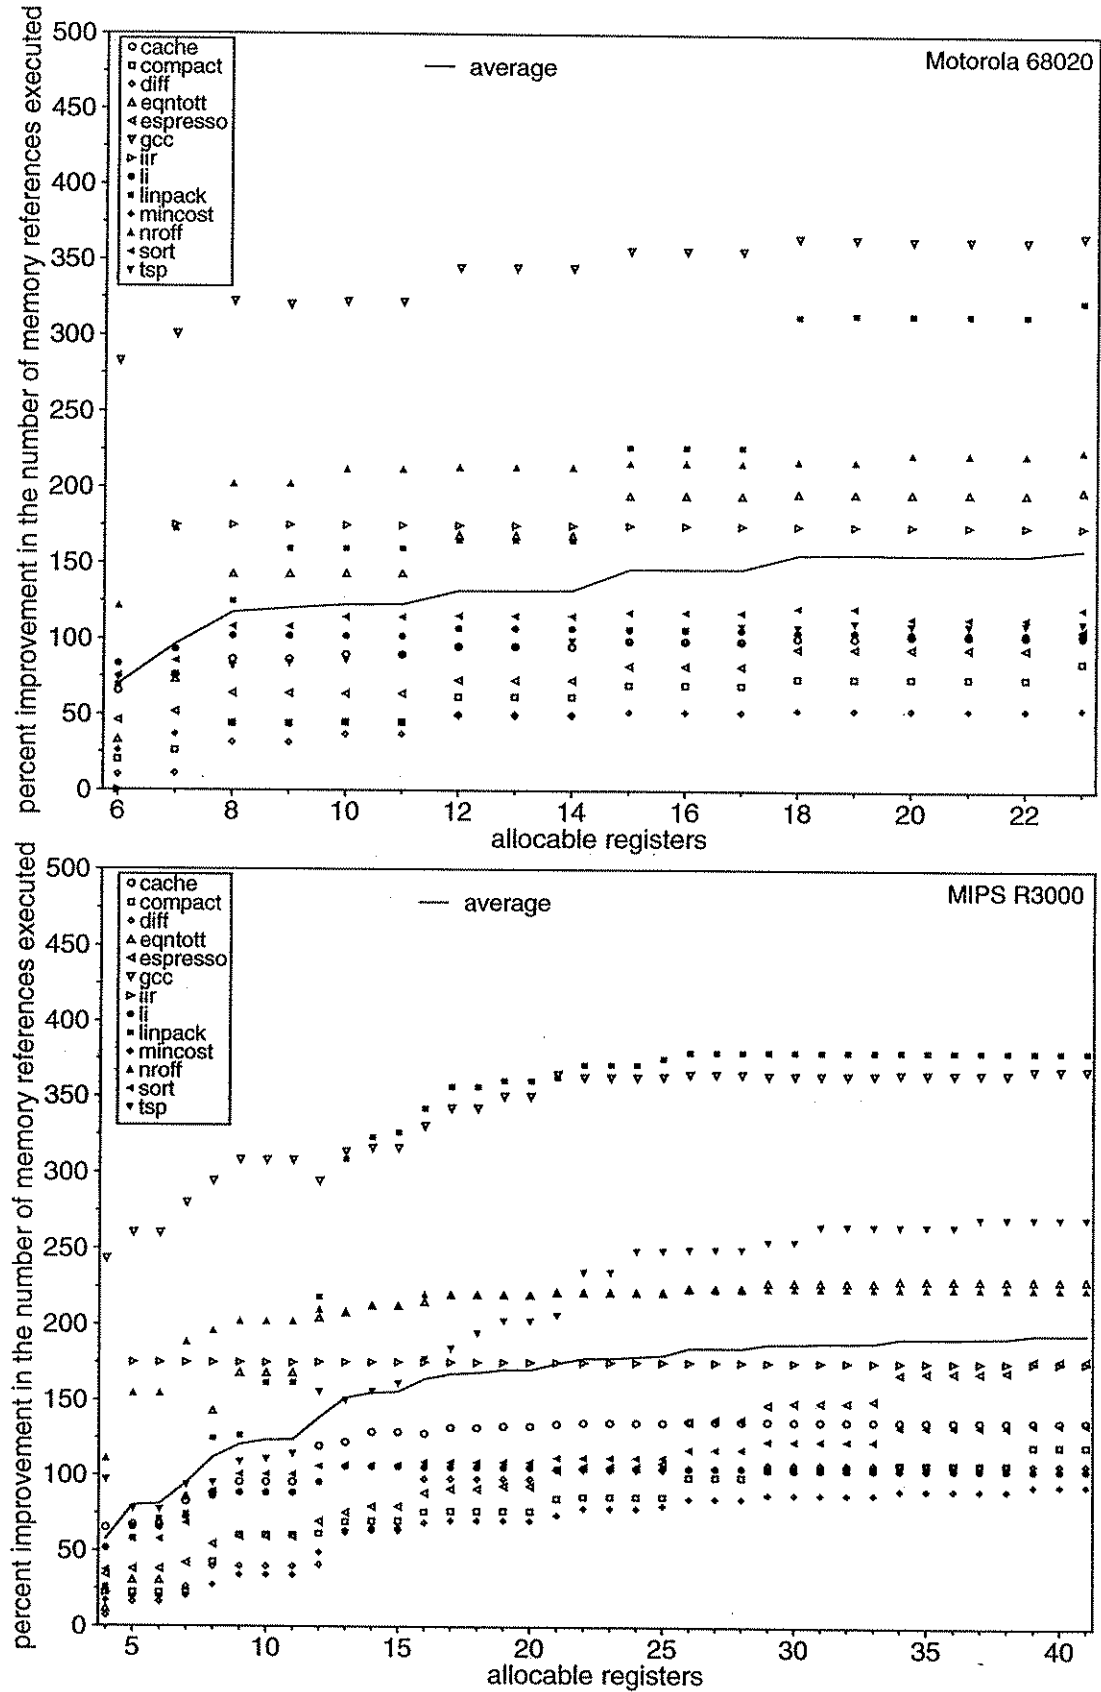 percent improvement in the number of memory references executed
500
450
400
350
300
250
200
150
100
50
0
cache
compact
diff
eqntott
espresso
gcc
iir
li
linpack
mincost
nroff
sort
tsp
average
Motorola 68020
6 8 10 12 14 16 18 20 22
allocable registers
percent improvement in the number of memory references executed
500
450
400
350
300
250
200
150
100
50
0
cache
compact
diff
eqntott
espresso
gcc
iir
li
linpack
mincost
nroff
sort
tsp
average
MIPS R3000
5 10 15 20 25 30 35 40
allocable registers